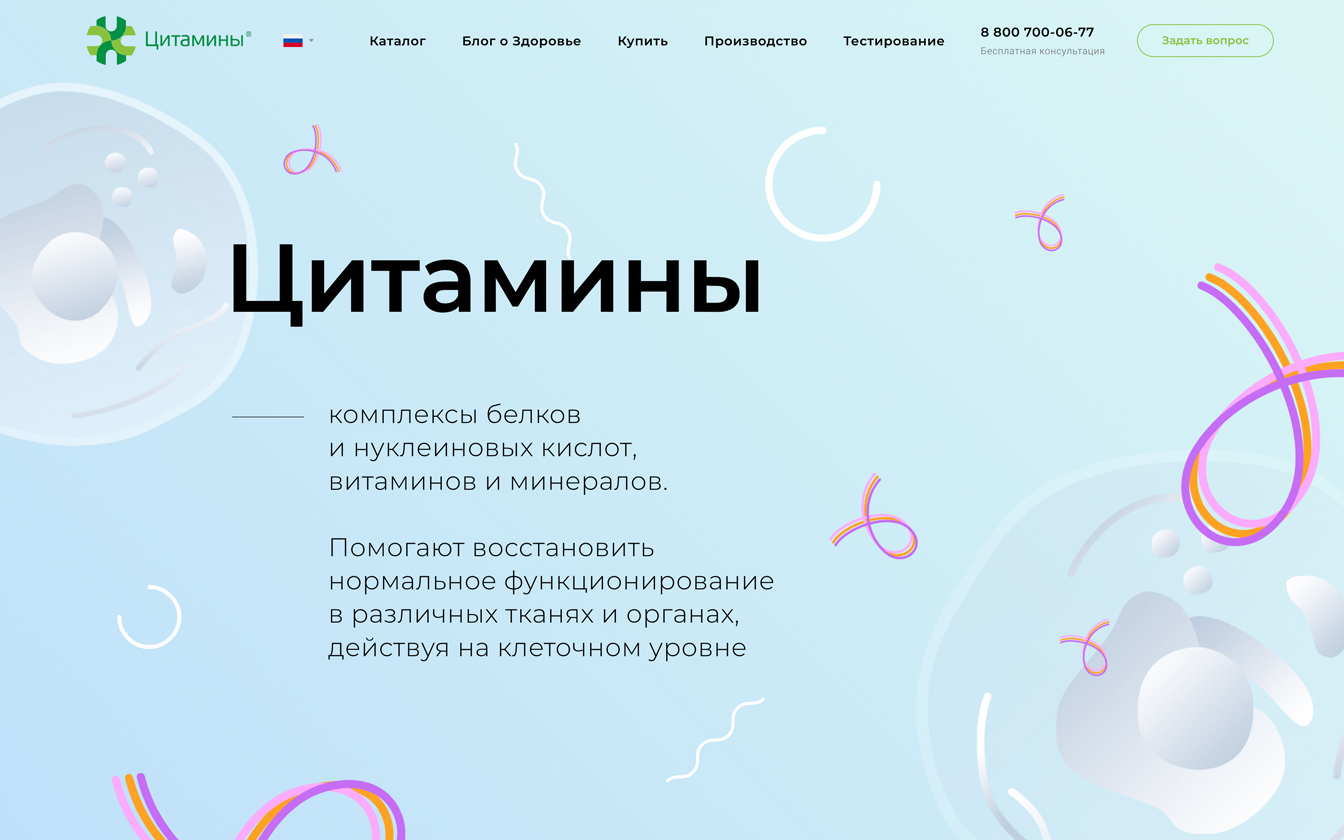 Цитамины®
Каталог
Блог о Здоровье
Купить
Производство
Тестирование
8 800 700-06-77
Бесплатная консультация
Задать вопрос
Цитамины
комплексы белков
и нуклеиновых кислот,
витаминов и минералов.
Помогают восстановить
нормальное функционирование
в различных тканях и органах,
действуя на клеточном уровне